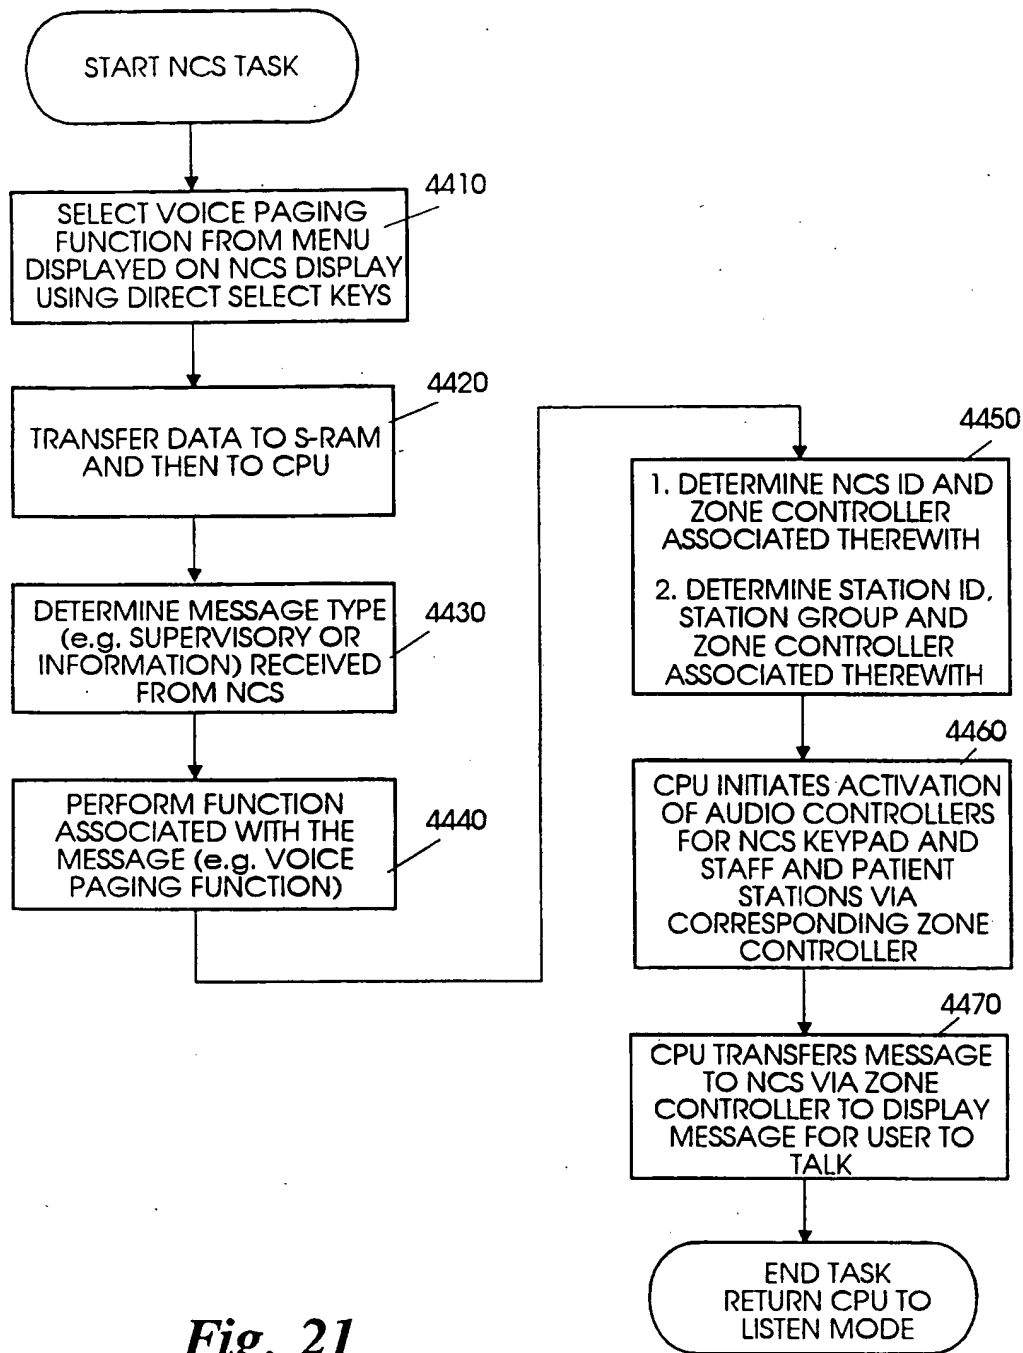 START NCS TASK
4410
SELECT VOICE PAGING
FUNCTION FROM MENU
DISPLAYED ON NCS DISPLAY
USING DIRECT SELECT KEYS
4420
TRANSFER DATA TO S-RAM
AND THEN TO CPU
4430
DETERMINE MESSAGE TYPE
(e.g. SUPERVISORY OR
INFORMATION) RECEIVED
FROM NCS
4440
PERFORM FUNCTION
ASSOCIATED WITH THE
MESSAGE (e.g. VOICE
PAGING FUNCTION)
4450
1. DETERMINE NCS ID AND
ZONE CONTROLLER
ASSOCIATED THEREWITH
2. DETERMINE STATION ID,
STATION GROUP AND
ZONE CONTROLLER
ASSOCIATED THEREWITH
4460
CPU INITIATES ACTIVATION
OF AUDIO CONTROLLERS
FOR NCS KEYPAD AND
STAFF AND PATIENT
STATIONS VIA
CORRESPONDING ZONE
CONTROLLER
4470
CPU TRANSFERS MESSAGE
TO NCS VIA ZONE
CONTROLLER TO DISPLAY
MESSAGE FOR USER TO
TALK
END TASK
RETURN CPU TO
LISTEN MODE
Fig. 21